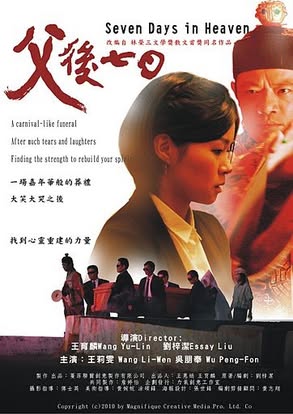 Seven Days in Heaven
改編自 林榮三文學獎散文首獎同名作品
父後七日
A carnival-like funeral
After much tears and laughters
Finding the strength to rebuild your spirit
一場嘉年華般的葬禮
大笑大哭之後
找到心靈重建的力量
導演Director:
王育麟Wang Yu-Lin 劉梓潔Essay Liu
主演: 王莉雯 Wang Li-Wen 吳朋奉 Wu Peng-Fon
Copyright (c)2010 by Magnifique Creative Media Pro. Ltd. Co